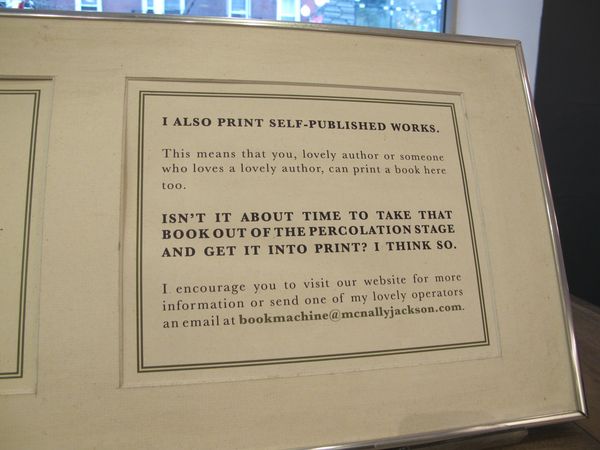 I ALSO PRINT SELF-PUBLISHED WORKS.
This means that you, lovely author or someone
who loves a lovely author, can print a book here
too.
ISN'T IT ABOUT TIME TO TAKE THAT
BOOK OUT OF THE PERCOLATION STAGE
AND GET IT INTO PRINT? I THINK SO.
I encourage you to visit our website for more
information or send one of my lovely operators
an email at bookmachine@mcnallyjackson.com.